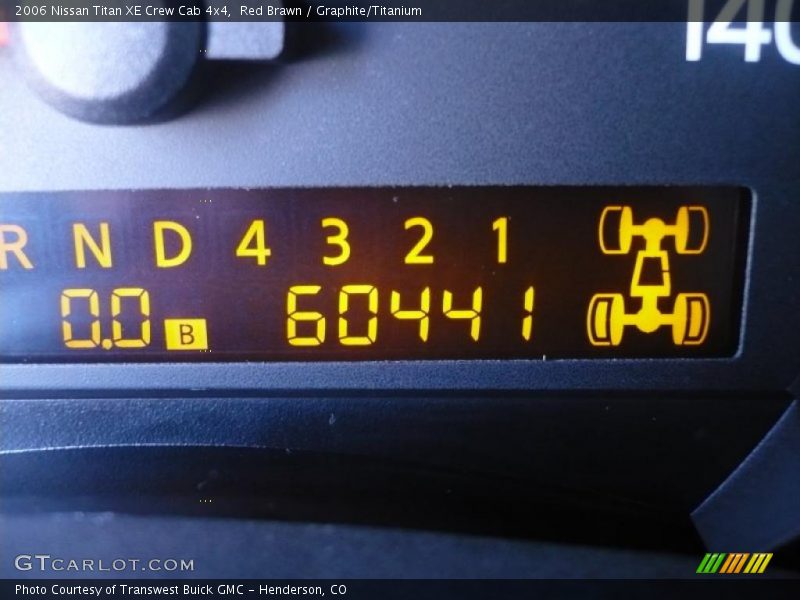 2006 Nissan Titan XE Crew Cab 4x4,  Red Brawn / Graphite/Titanium
140
R N D 4 3 2 1
0.0 B 60441
GTCARLOT.COM
Photo Courtesy of Transwest Buick GMC - Henderson, CO